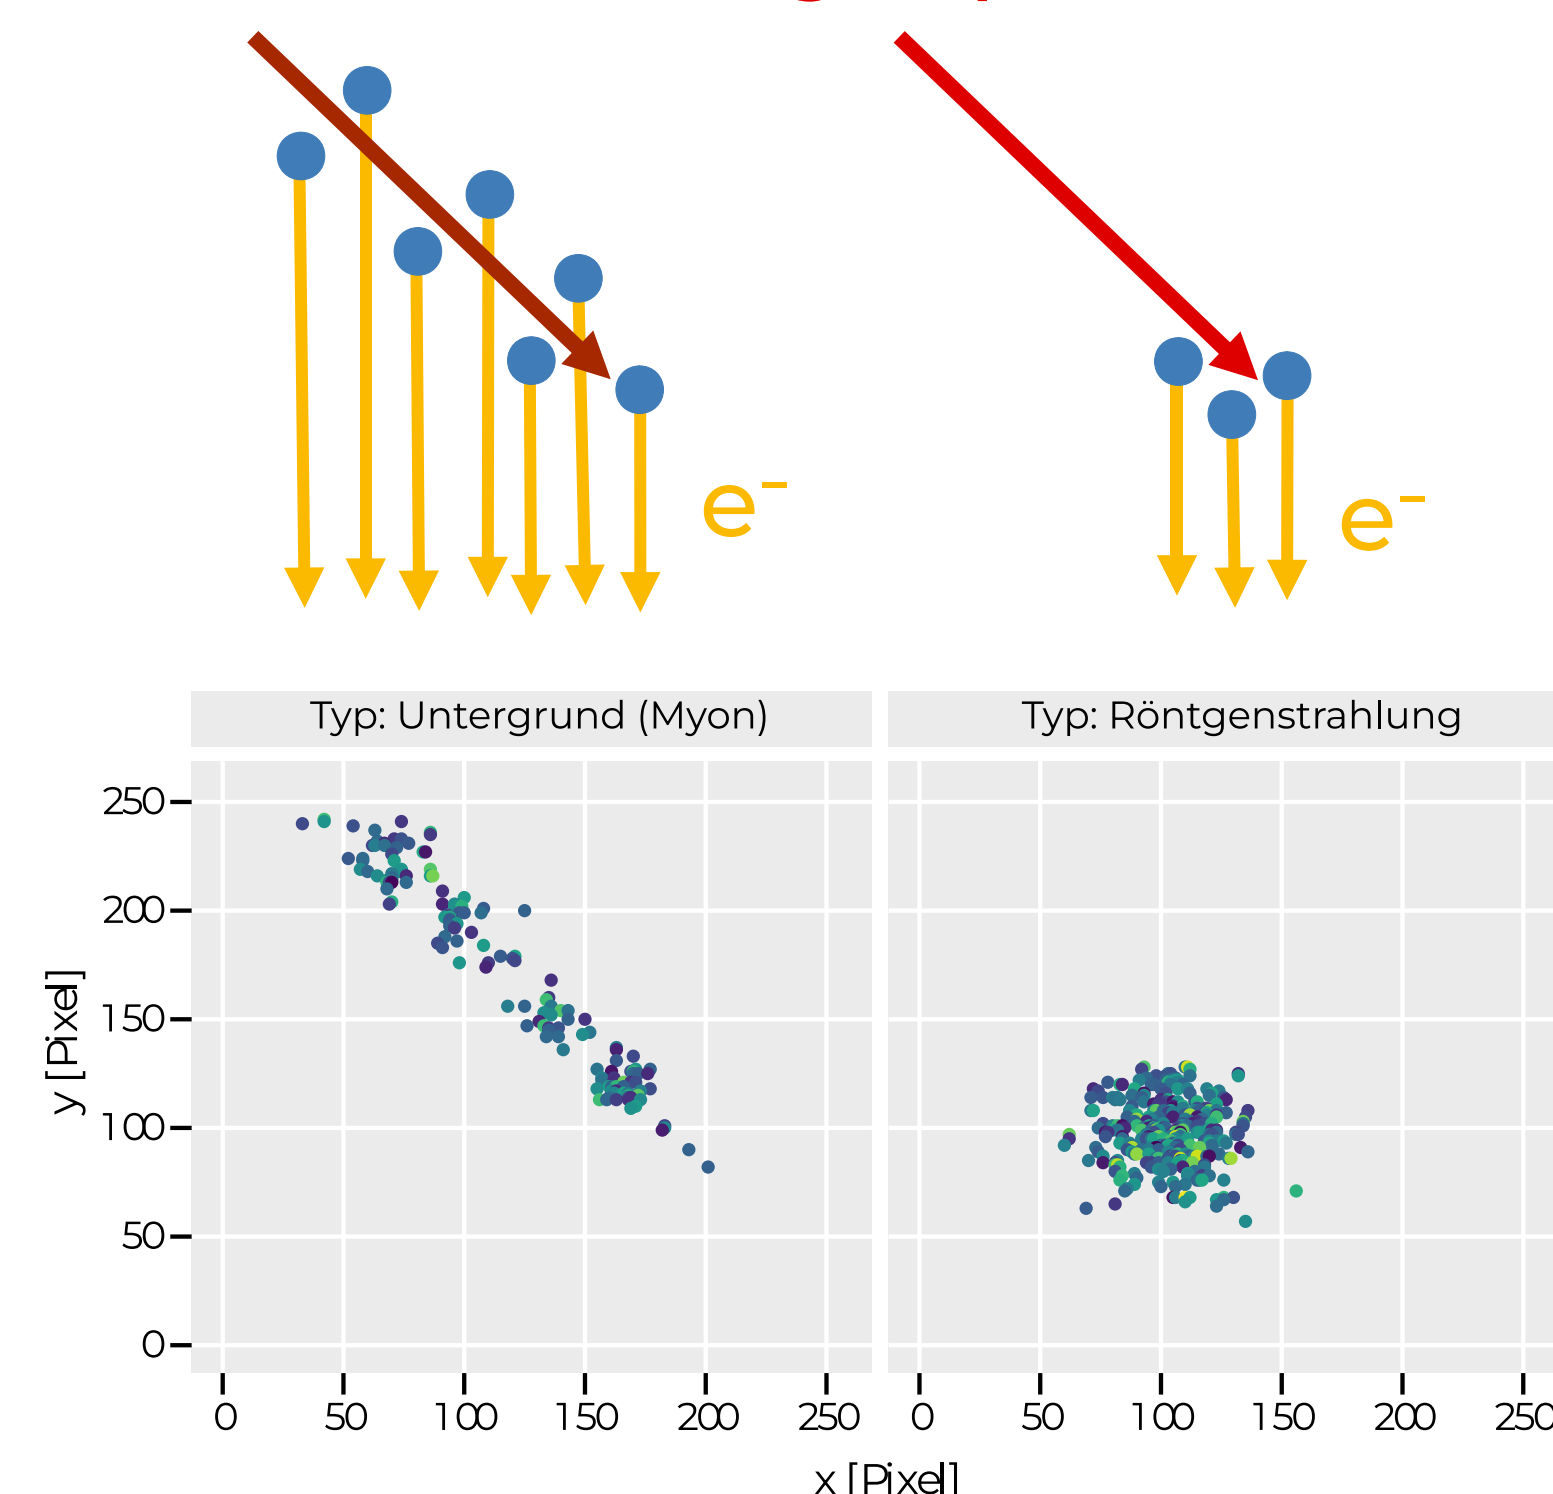 e⁻
e⁻
Typ: Untergrund (Myon)
Typ: Röntgenstrahlung
250
200
150
100
50
0
y [Pixel]
0 50 100 150 200 250
0 50 100 150 200 250
x [Pixel]